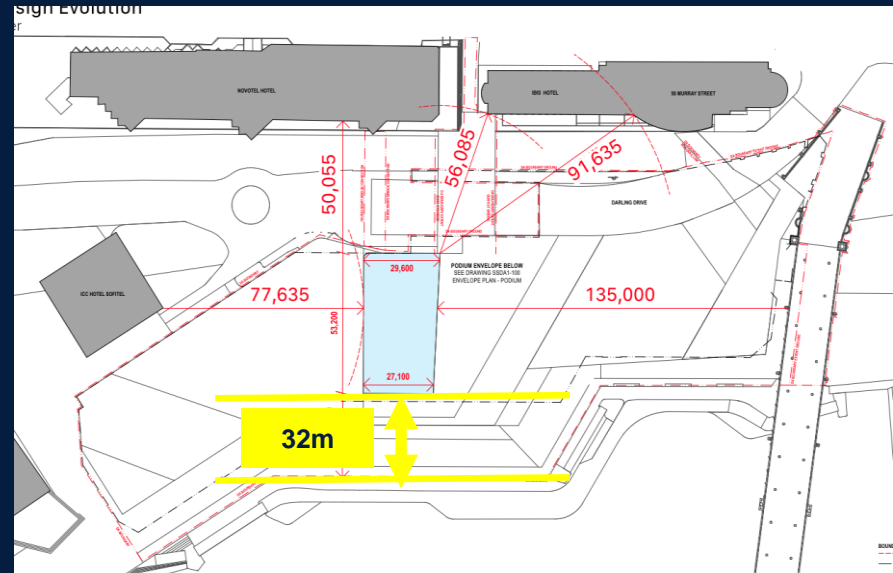 sign Evolution
er
NOVOTEL HOTEL
IBIS HOTEL
50 MURRAY STREET
50,055
56,085
91,635
DARLING DRIVE
ICC HOTEL SOFITEL
29,600
PODIUM ENVELOPE BELOW
SEE DRAWING SSDA1-100
ENVELOPE PLAN - PODIUM
77,635
135,000
53,200
27,100
32m
BOUN